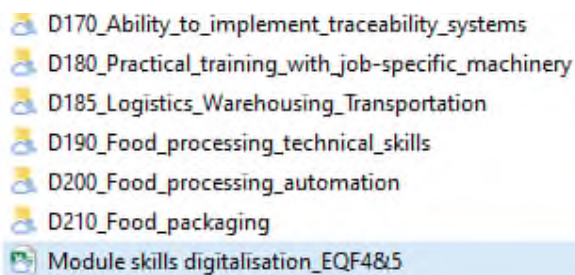 D170_Ability_to_implement_traceability_systems
D180_Practical_training_with_job-specific_machinery
D185_Logistics_Warehousing_Transportation
D190_Food_processing_technical_skills
D200_Food_processing_automation
D210_Food_packaging
Module skills digitalisation_EQF4&5